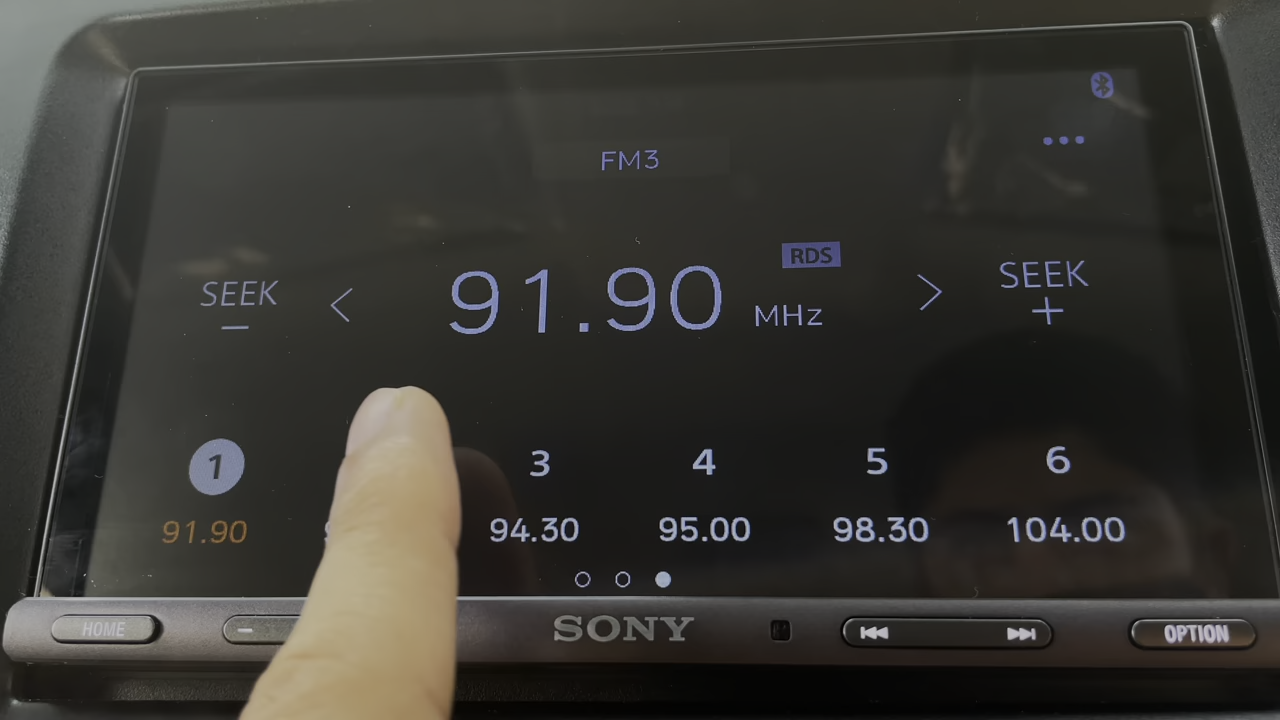 FM3
RDS
SEEK
−
<
91.90
MHz
>
SEEK
+
1
3
4
5
6
91.90
94.30
95.00
98.30
104.00
HOME
−
SONY
OPTION